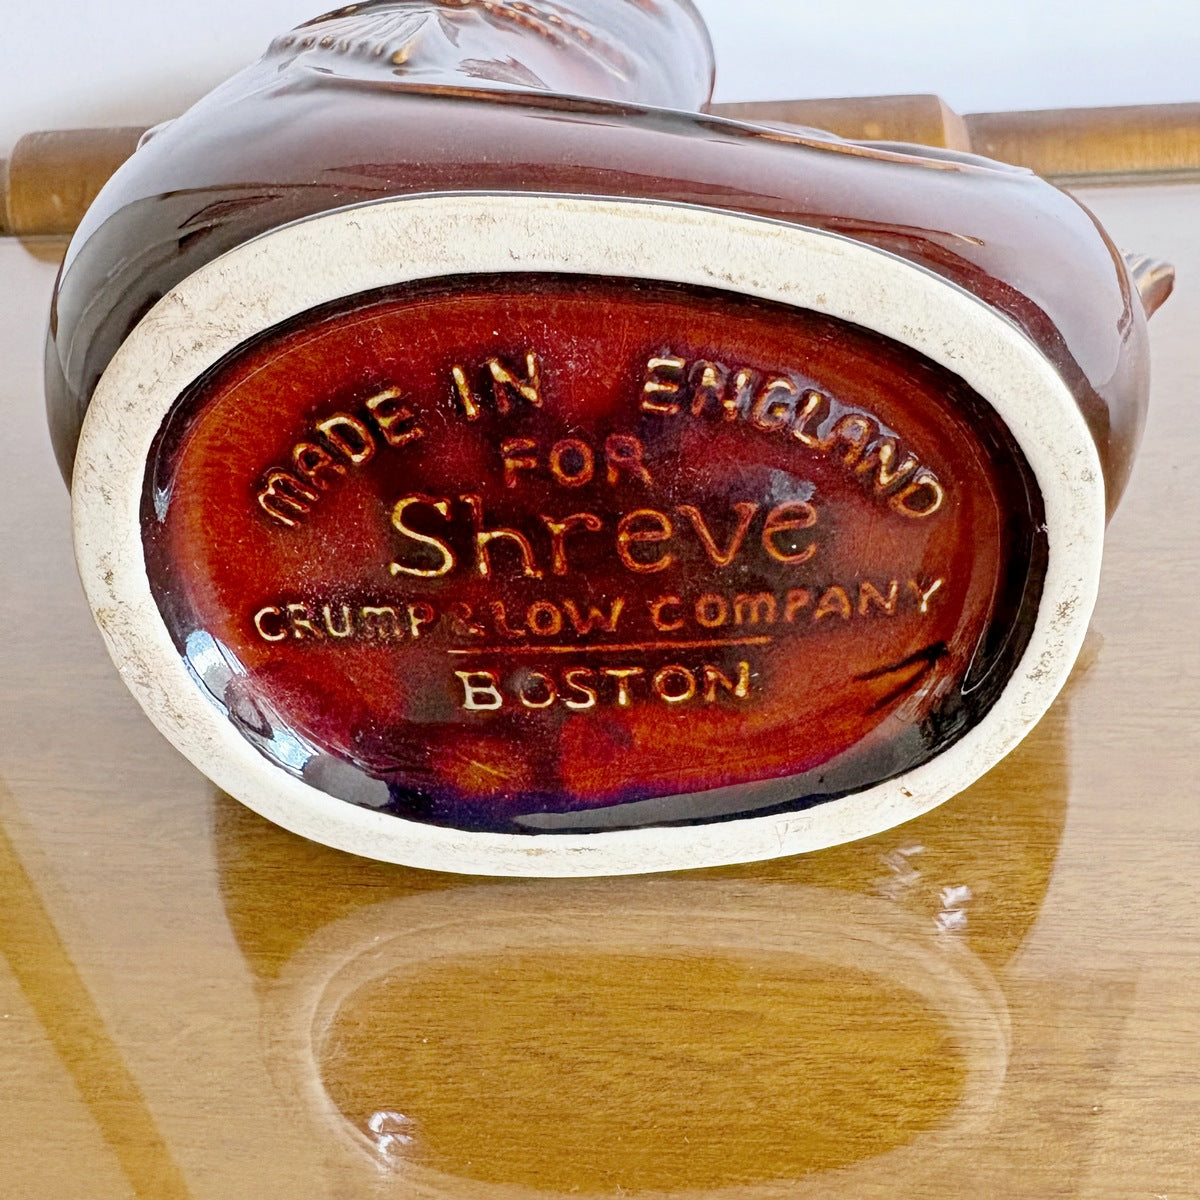 MADE IN ENGLAND
FOR
Shreve
CRUMP & LOW COMPANY
BOSTON